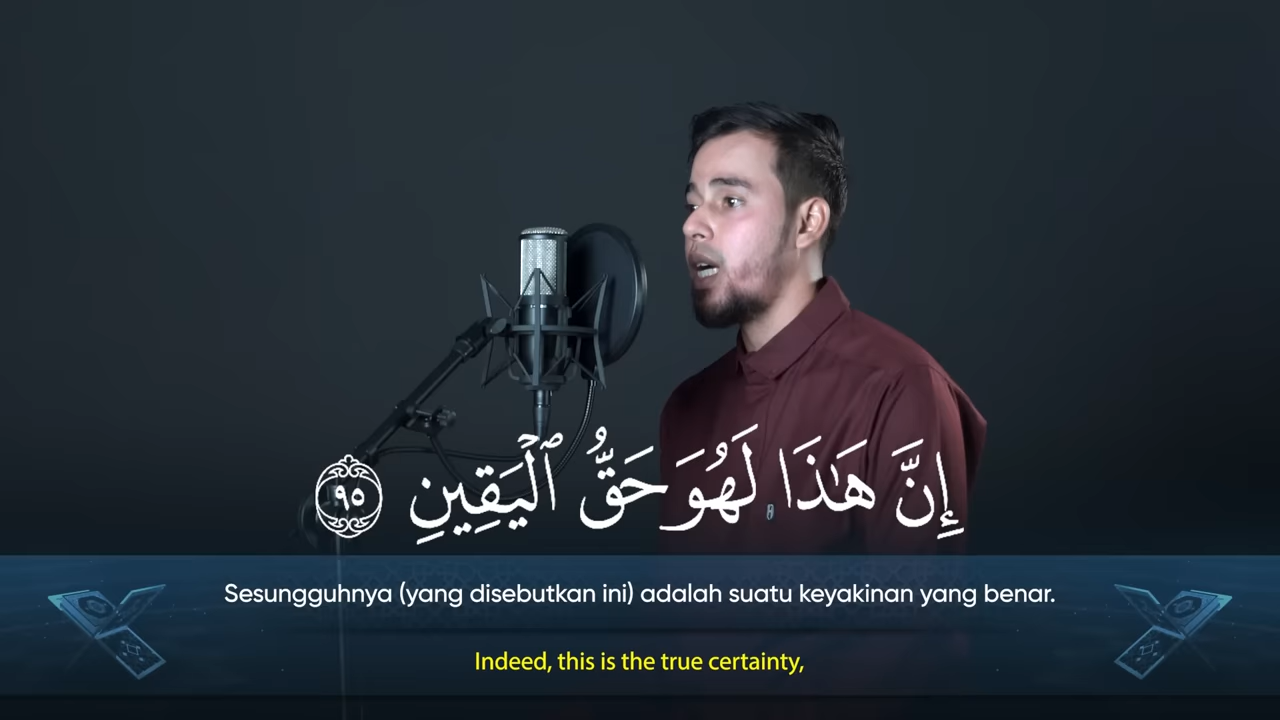 إِنَّ هَٰذَا لَهُوَ حَقُّ ٱلْيَقِينِ ٩٥
Sesungguhnya (yang disebutkan ini) adalah suatu keyakinan yang benar.
Indeed, this is the true certainty,